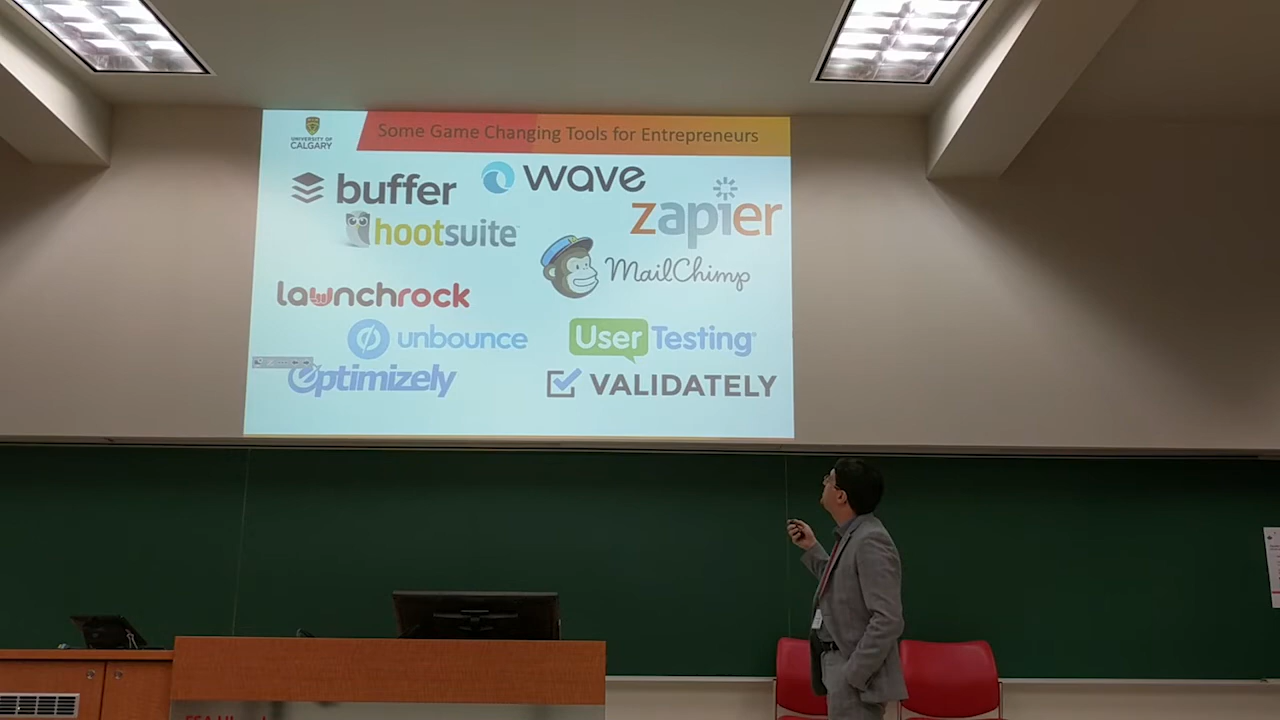 UNIVERSITY OF
CALGARY
Some Game Changing Tools for Entrepreneurs
buffer
wave
zapier
hootsuite
MailChimp
launchrock
unbounce
User Testing
Optimizely
VALIDATELY